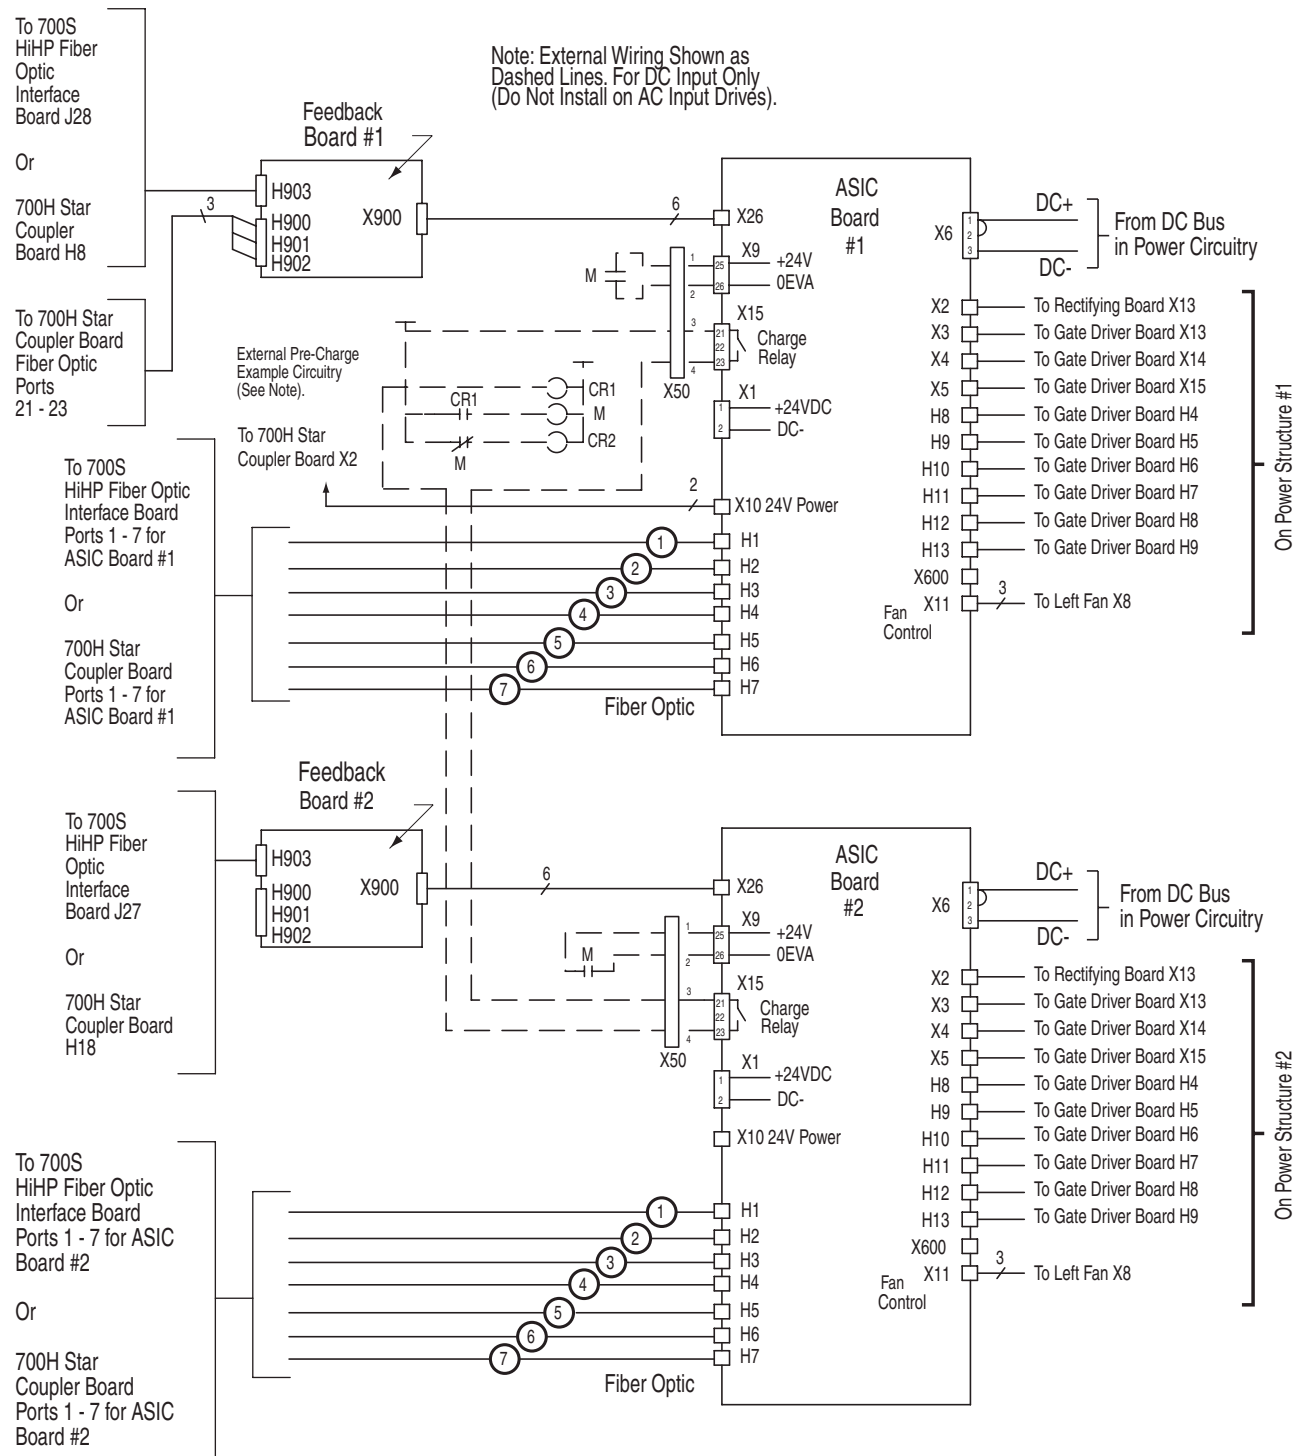 To 700S
HiHP Fiber
Optic
Interface
Board J28
Or
700H Star
Coupler
Board H8
To 700H Star
Coupler Board
Fiber Optic
Ports
21 - 23
Note: External Wiring Shown as
Dashed Lines. For DC Input Only
(Do Not Install on AC Input Drives).
Feedback
Board #1
H903
H900
H901
H902
X900
3
6
ASIC
Board
#1
X26
X9
25
26
+24V
0EVA
X15
21
22
23
Charge
Relay
X1
1
2
+24VDC
DC-
M
1
2
3
4
X50
External Pre-Charge
Example Circuitry
(See Note).
CR1
M
CR1
M
CR2
To 700H Star
Coupler Board X2
2
X10 24V Power
To 700S
HiHP Fiber Optic
Interface Board
Ports 1 - 7 for
ASIC Board #1
Or
700H Star
Coupler Board
Ports 1 - 7 for
ASIC Board #1
1 H1
2 H2
3 H3
4 H4
5 H5
6 H6
7 H7
Fiber Optic
X6
1
2
3
DC+
DC-
From DC Bus
in Power Circuitry
X2 To Rectifying Board X13
X3 To Gate Driver Board X13
X4 To Gate Driver Board X14
X5 To Gate Driver Board X15
H8 To Gate Driver Board H4
H9 To Gate Driver Board H5
H10 To Gate Driver Board H6
H11 To Gate Driver Board H7
H12 To Gate Driver Board H8
H13 To Gate Driver Board H9
X600
Fan
Control
X11 3 To Left Fan X8
On Power Structure #1
To 700S
HiHP Fiber
Optic
Interface
Board J27
Or
700H Star
Coupler Board
H18
Feedback
Board #2
H903
H900
H901
H902
X900
6
ASIC
Board
#2
X26
X9
25
26
+24V
0EVA
X15
21
22
23
Charge
Relay
X1
1
2
+24VDC
DC-
M
1
2
3
4
X50
X10 24V Power
To 700S
HiHP Fiber Optic
Interface Board
Ports 1 - 7 for ASIC
Board #2
Or
700H Star
Coupler Board
Ports 1 - 7 for ASIC
Board #2
1 H1
2 H2
3 H3
4 H4
5 H5
6 H6
7 H7
Fiber Optic
X6
1
2
3
DC+
DC-
From DC Bus
in Power Circuitry
X2 To Rectifying Board X13
X3 To Gate Driver Board X13
X4 To Gate Driver Board X14
X5 To Gate Driver Board X15
H8 To Gate Driver Board H4
H9 To Gate Driver Board H5
H10 To Gate Driver Board H6
H11 To Gate Driver Board H7
H12 To Gate Driver Board H8
H13 To Gate Driver Board H9
X600
Fan
Control
X11 3 To Left Fan X8
On Power Structure #2